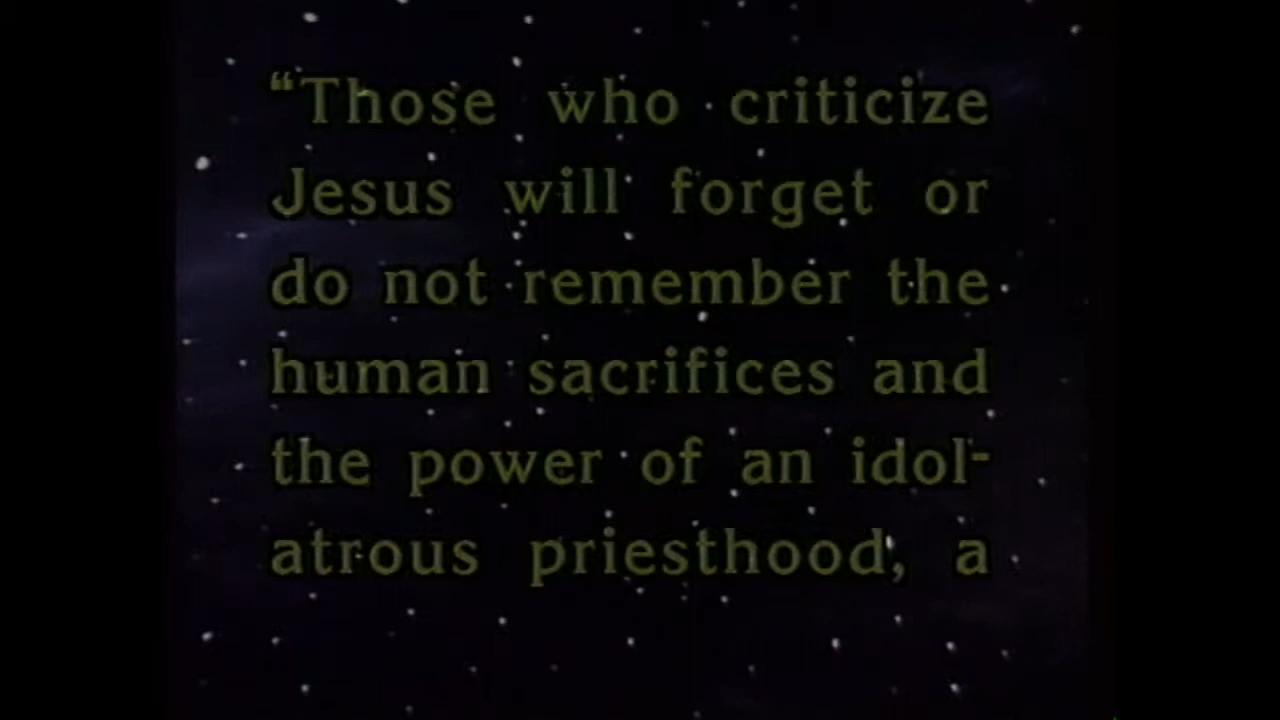 “Those who criticize
Jesus will forget or
do not remember the
human sacrifices and
the power of an idol-
atrous priesthood, a